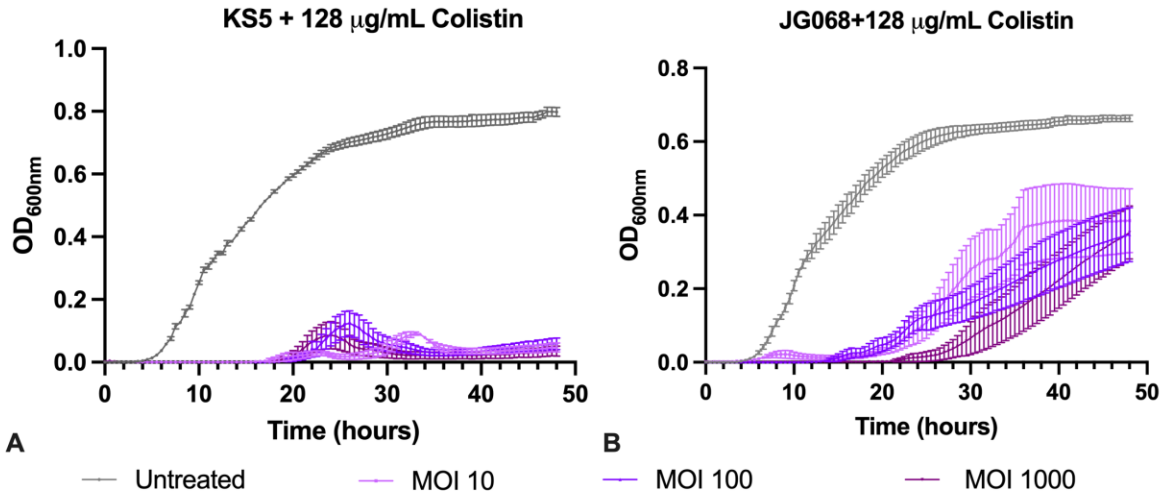 KS5 + 128 μg/mL Colistin
1.0
0.8
0.6
0.4
0.2
0.0
OD600nm
0 10 20 30 40 50
Time (hours)
A
JG068+128 μg/mL Colistin
0.8
0.6
0.4
0.2
0.0
OD600nm
0 10 20 30 40 50
Time (hours)
B
Untreated MOI 10 MOI 100 MOI 1000